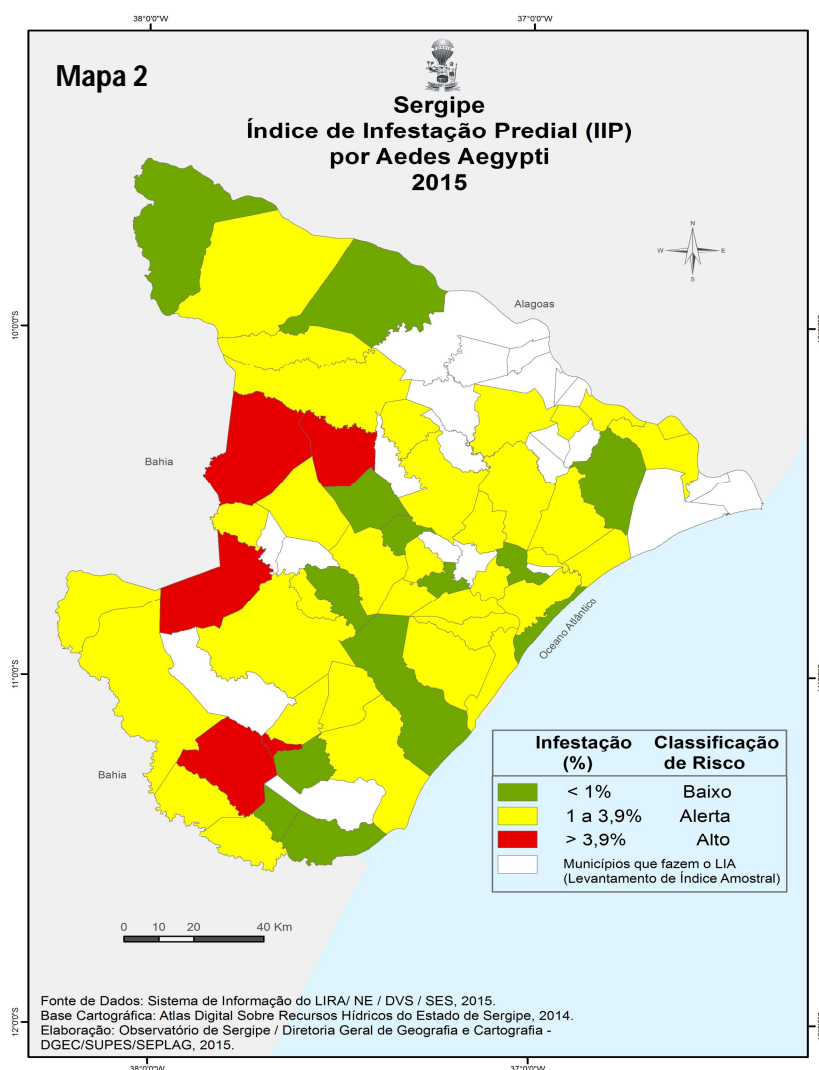 38°0'0"W
37°0'0"W
Mapa 2
Sergipe
Índice de Infestação Predial (IIP)
por Aedes Aegypti
2015
N
W
E
S
Alagoas
10°0'0"S
Bahia
Oceano Atlântico
11°0'0"S
Bahia
Infestação (%)
Classificação de Risco
< 1% Baixo
1 a 3,9% Alerta
> 3,9% Alto
Municípios que fazem o LIA
(Levantamento de Índice Amostral)
0 10 20 40 Km
Fonte de Dados: Sistema de Informação do LIRA/ NE / DVS / SES, 2015.
Base Cartográfica: Atlas Digital Sobre Recursos Hídricos do Estado de Sergipe, 2014.
Elaboração: Observatório de Sergipe / Diretoria Geral de Geografia e Cartografia -
DGEC/SUPES/SEPLAG, 2015.
12°0'0"S
38°0'0"W
37°0'0"W